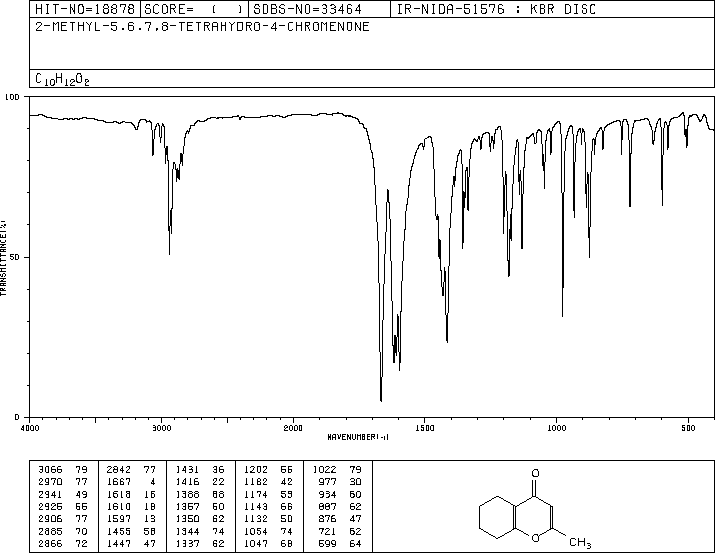 HIT-NO=18878 SCORE= ( ) SDBS-NO=33464 IR-NIDA-51576 : KBR DISC
2-METHYL-5,6,7,8-TETRAHYDRO-4-CHROMENONE
C10H12O2
100
50
0
TRANSMITTANCE(%)
4000 3000 2000 1500 1000 500
WAVENUMBER(-1)
3066 79 2842 77 1431 36 1202 55 1022 79
2970 77 1667 4 1416 22 1182 42 977 30
2941 49 1618 16 1388 68 1174 53 934 60
2925 55 1610 18 1357 50 1143 66 887 62
2906 77 1597 13 1350 62 1132 50 876 47
2885 70 1455 58 1344 74 1054 74 721 62
2866 72 1447 47 1337 62 1047 68 599 64
O
O
CH3